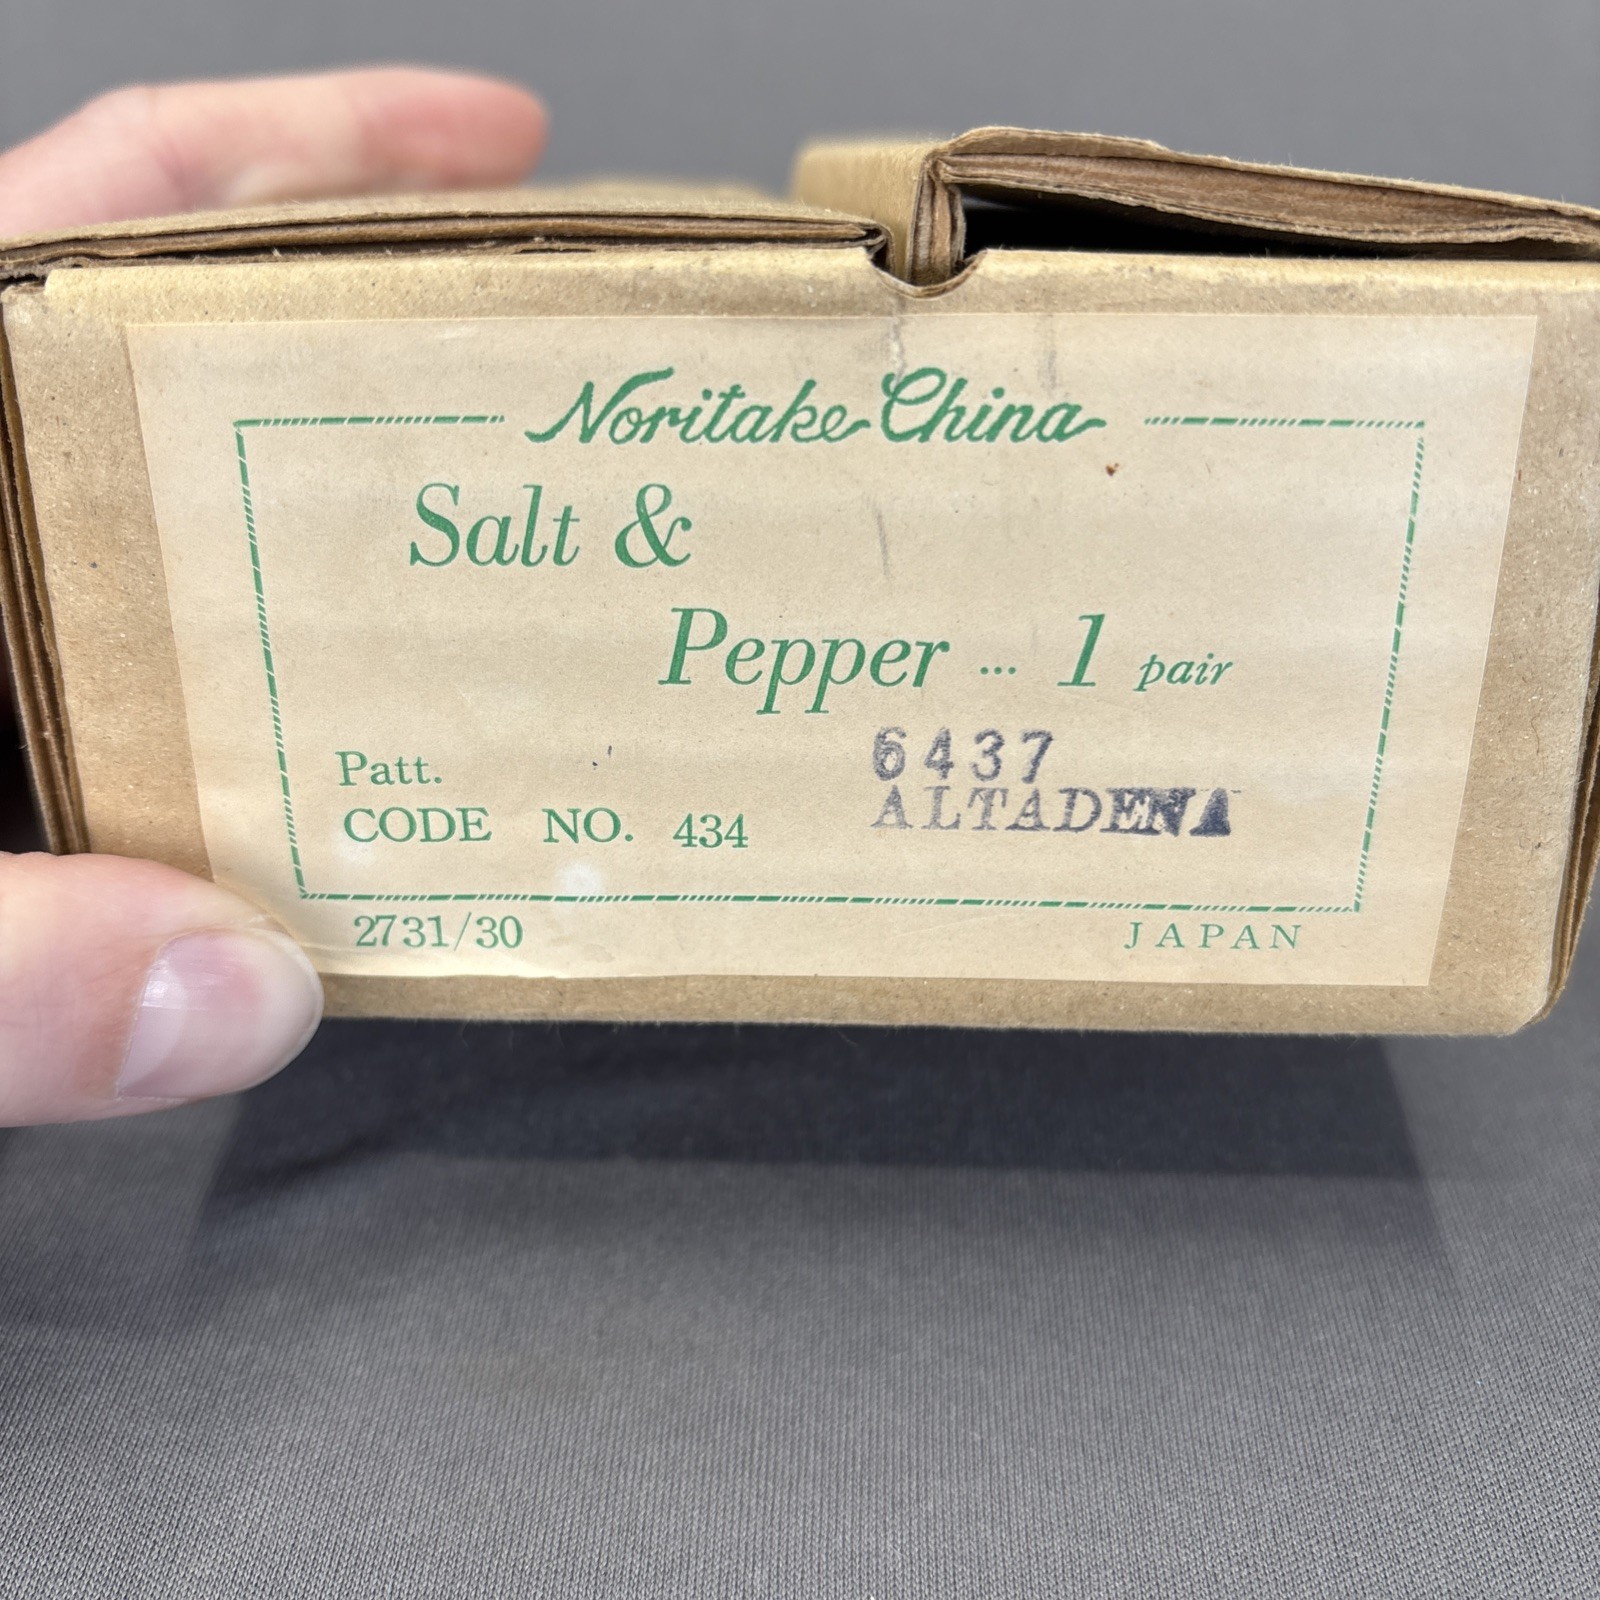 Noritake China
Salt &
Pepper ... 1 pair
Patt. 6437
ALTADENA
CODE NO. 434
2731/30 JAPAN